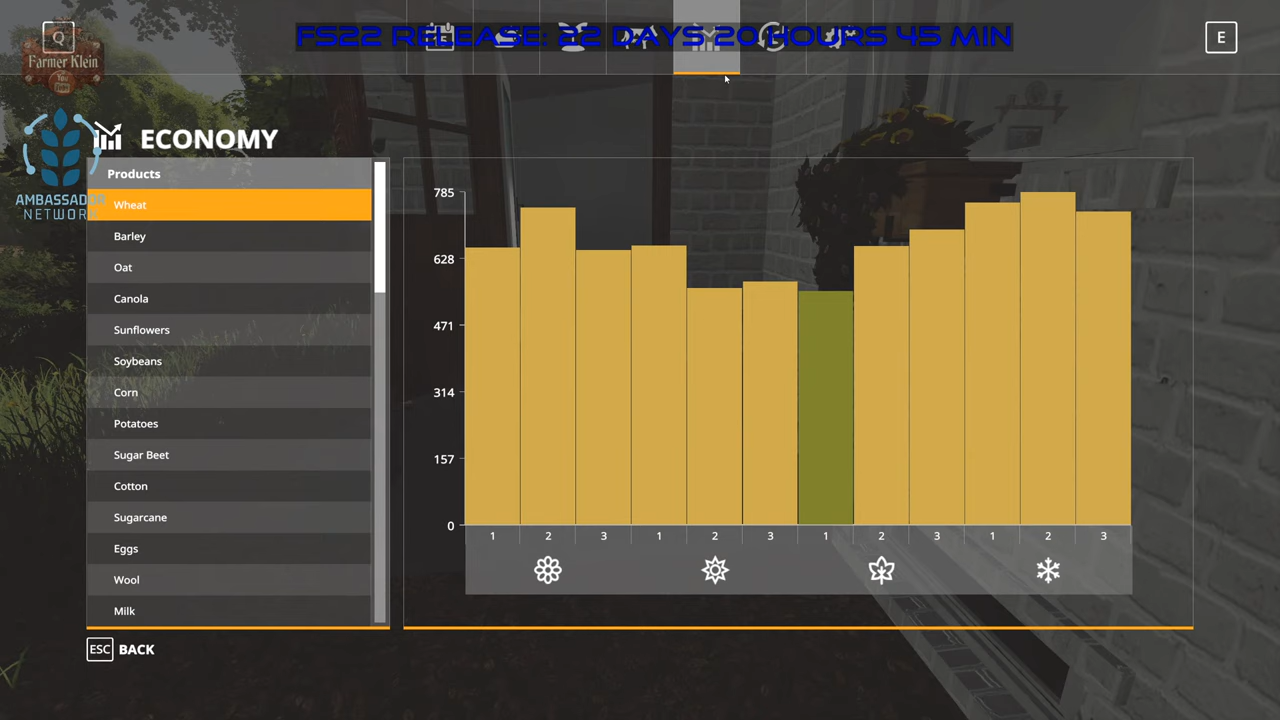 Q
FS22 RELEASE: 22 DAYS 20 HOURS 45 MIN
E
Farmer Klein
You
Tube
AMBASSADOR
NETWORK
ECONOMY
Products
Wheat
Barley
Oat
Canola
Sunflowers
Soybeans
Corn
Potatoes
Sugar Beet
Cotton
Sugarcane
Eggs
Wool
Milk
785
628
471
314
157
0
1 2 3 1 2 3 1 2 3 1 2 3
ESC BACK